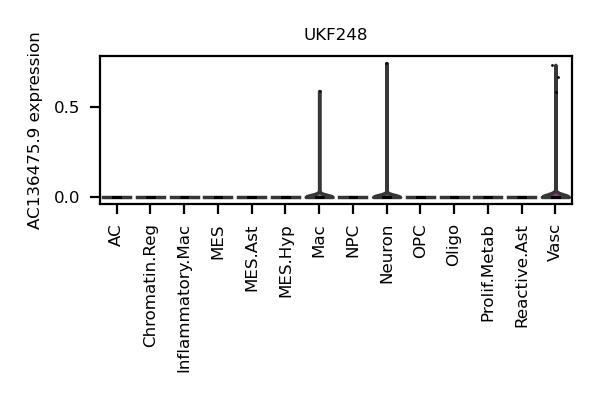 UKF248
AC136475.9 expression
0.5
0.0
AC
Chromatin.Reg
Inflammatory.Mac
MES
MES.Ast
MES.Hyp
Mac
NPC
Neuron
OPC
Oligo
Prolif.Metab
Reactive.Ast
Vasc